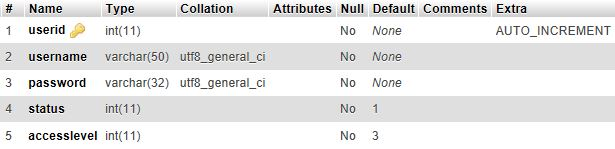 # Name Type Collation Attributes Null Default Comments Extra
1 userid int(11) No None AUTO_INCREMENT
2 username varchar(50) utf8_general_ci No None
3 password varchar(32) utf8_general_ci No None
4 status int(11) No 1
5 accesslevel int(11) No 3